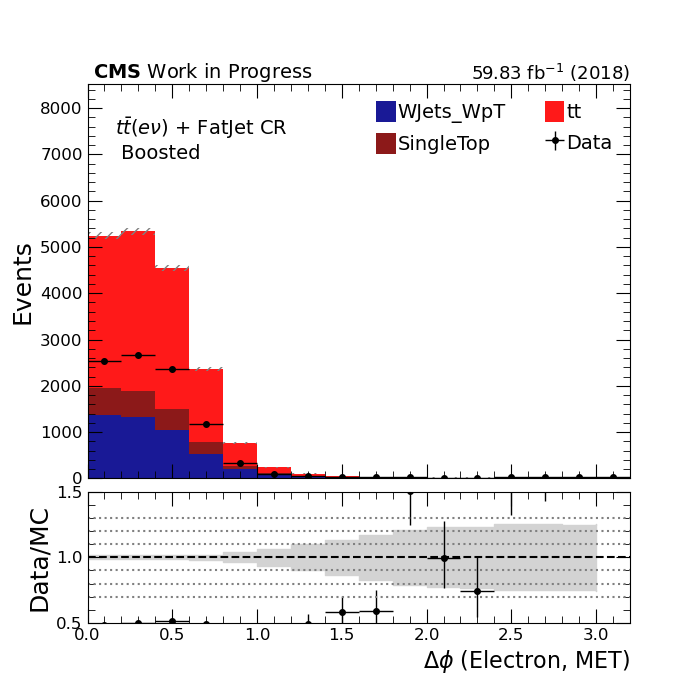 CMS Work in Progress 59.83 fb⁻¹ (2018)
tt̄(eν) + FatJet CR
Boosted
WJets_WpT tt
SingleTop Data
Events
8000
7000
6000
5000
4000
3000
2000
1000
0
Data/MC
1.5
1.0
0.5
0.0 0.5 1.0 1.5 2.0 2.5 3.0
Δϕ (Electron, MET)